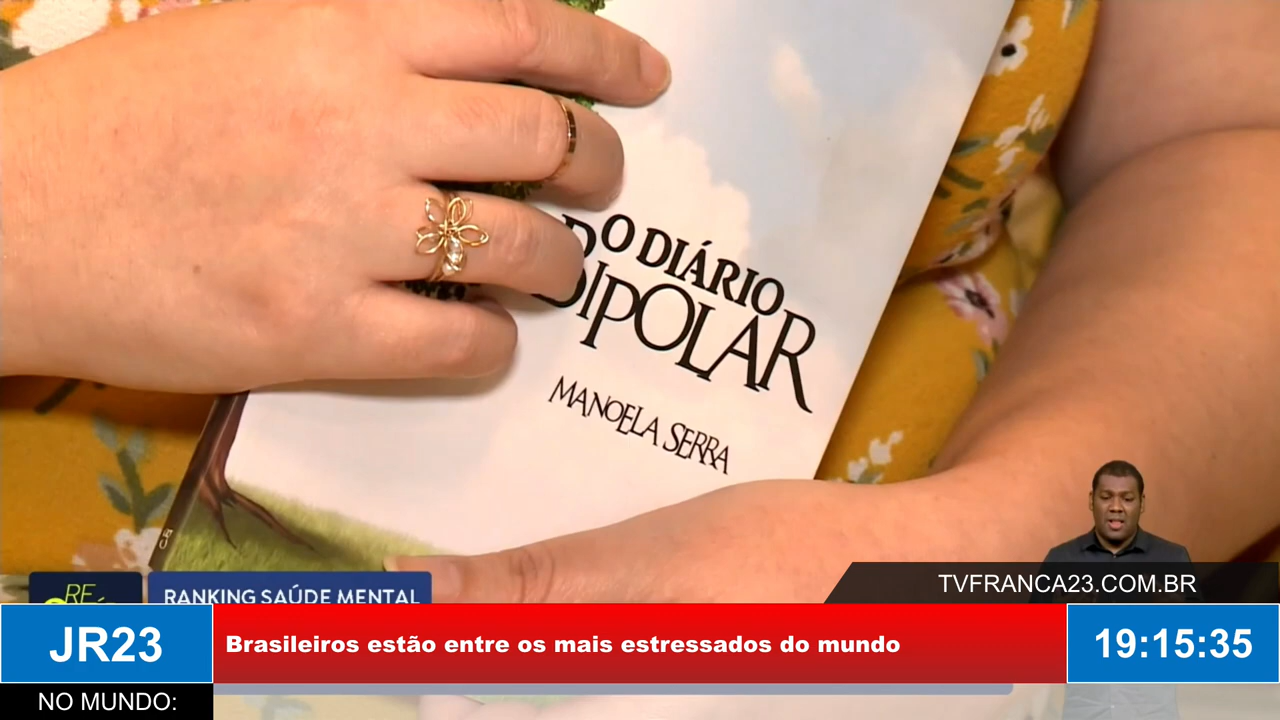 O DIÁRIO
BIPOLAR
MANOELA SERRA
RANKING SAÚDE MENTAL
TVFRANCA23.COM.BR
JR23
Brasileiros estão entre os mais estressados do mundo
19:15:35
NO MUNDO: